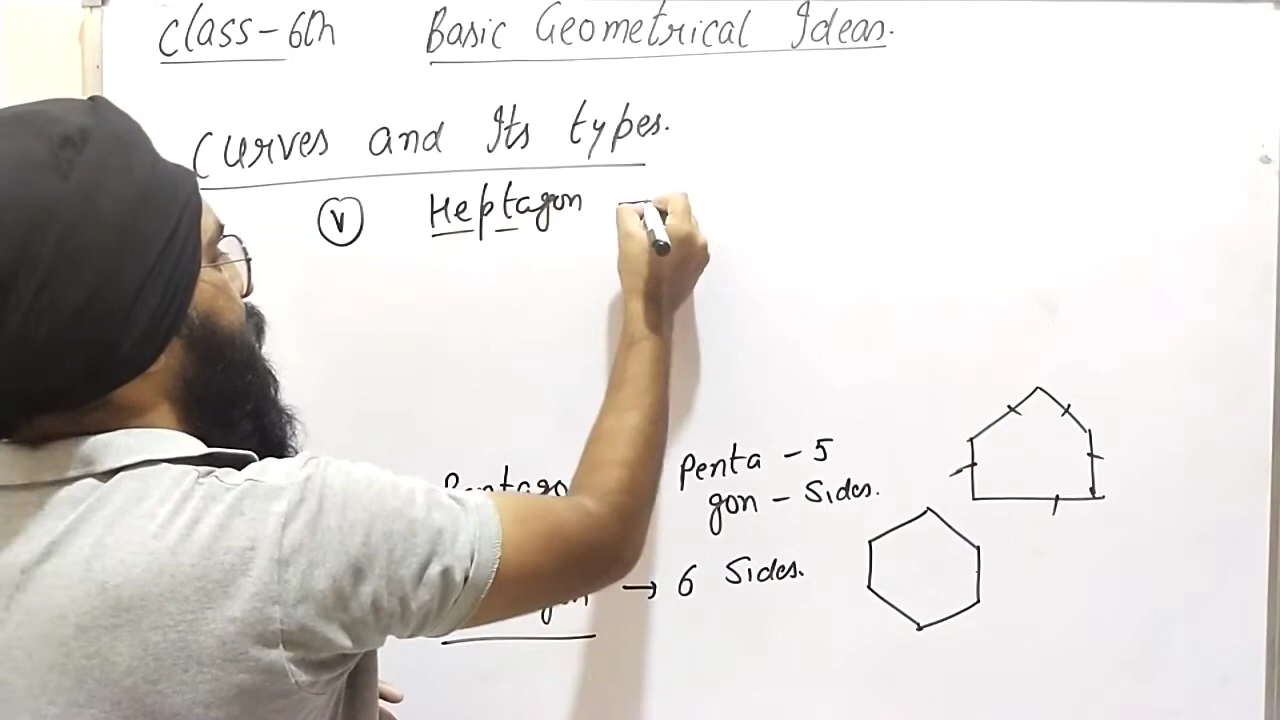 Class-6th Basic Geometrical Ideas.
Curves and Its types.
V Heptagon
Penta - 5
gon - Sides.
→ 6 Sides.